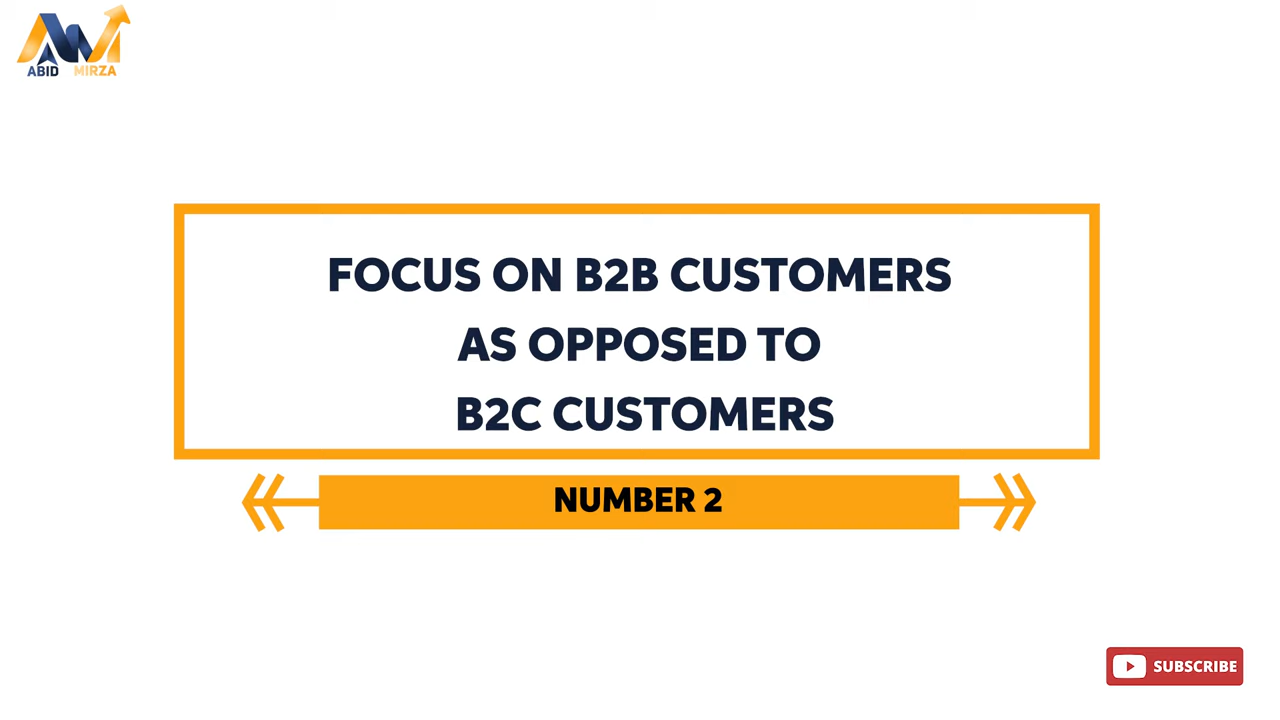 ABID MIRZA
FOCUS ON B2B CUSTOMERS
AS OPPOSED TO
B2C CUSTOMERS
NUMBER 2
SUBSCRIBE